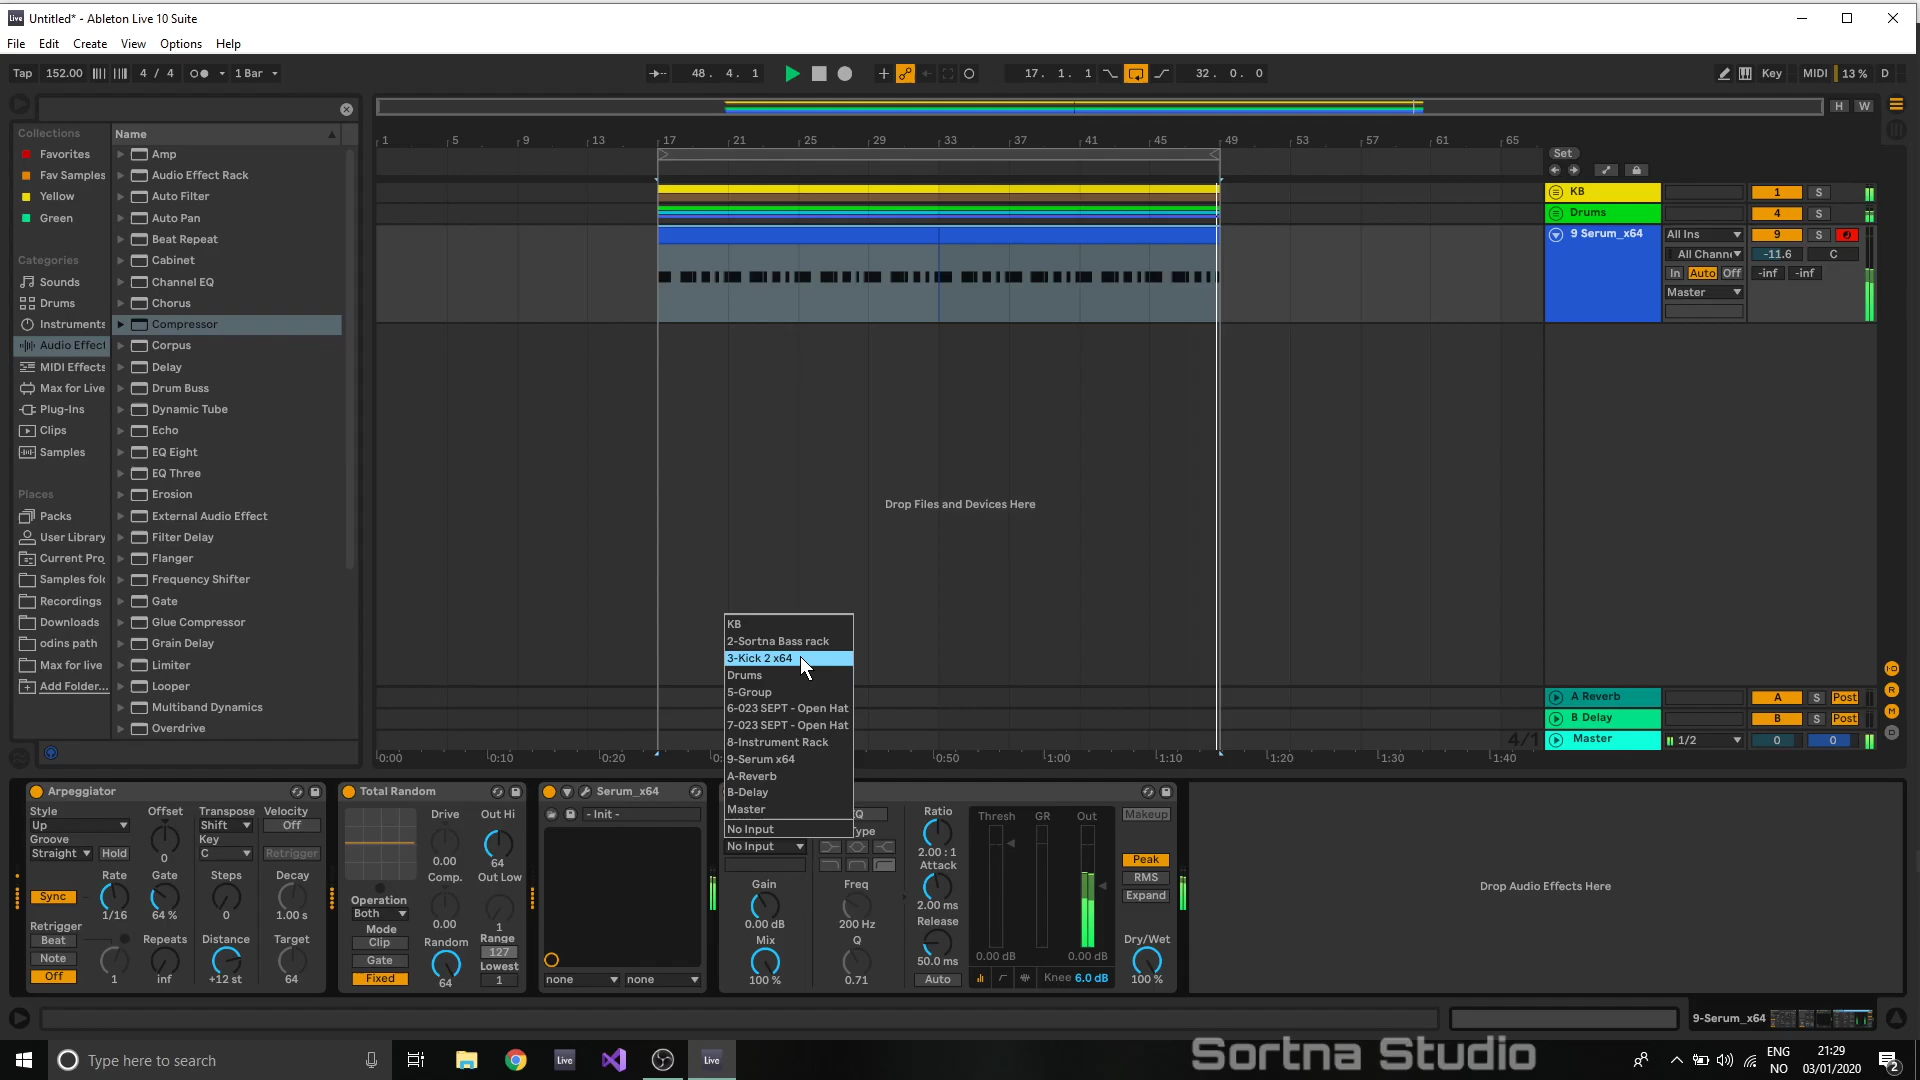 Untitled* - Ableton Live 10 Suite
File Edit Create View Options Help
Tap 152.00 4 / 4 1 Bar 48. 4. 1 17. 1. 1 32. 0. 0 Key MIDI 13 % D
H W
Collections
Favorites
Fav Samples
Yellow
Green
Categories
Sounds
Drums
Instruments
Audio Effect
MIDI Effects
Max for Live
Plug-Ins
Clips
Samples
Places
Packs
User Library
Current Pro
Samples fold
Recordings
Downloads
odins path
Max for live
Add Folder...
Name
Amp
Audio Effect Rack
Auto Filter
Auto Pan
Beat Repeat
Cabinet
Channel EQ
Chorus
Compressor
Corpus
Delay
Drum Buss
Dynamic Tube
Echo
EQ Eight
EQ Three
Erosion
External Audio Effect
Filter Delay
Flanger
Frequency Shifter
Gate
Glue Compressor
Grain Delay
Limiter
Looper
Multiband Dynamics
Overdrive
1 5 9 13 17 21 25 29 33 37 41 45 49 53 57 61 65
Set
KB 1 S
Drums 4 S
9 Serum_x64 All Ins 9 S
All Channe -11.6 C
In Auto Off -inf -inf
Master
Drop Files and Devices Here
KB
2-Sortna Bass rack
3-Kick 2 x64
Drums
5-Group
6-023 SEPT - Open Hat
7-023 SEPT - Open Hat
8-Instrument Rack
9-Serum x64
A-Reverb
B-Delay
Master
No Input
No Input
A Reverb A S Post
B Delay B S Post
4/1 Master 1/2 0 0
0:00 0:10 0:20 0:50 1:00 1:10 1:20 1:30 1:40
Arpeggiator
Style Offset Transpose Velocity
Up Shift Off
Groove Key
Straight Hold 0 C Retrigger
Rate Gate Steps Decay
Sync 1/16 64 % 0 1.00 s
Retrigger
Beat Repeats Distance Target
Note
Off 1 inf +12 st 64
Total Random
Drive Out Hi
0.00 64
Comp. Out Low
Operation
Both 0.00 1
Mode Random Range
Clip 127
Gate Lowest
Fixed 64 1
Serum_x64
- Init -
none none
EQ
Type
Gain Freq
0.00 dB 200 Hz
Mix Q
100 % 0.71
Ratio
2.00 : 1
Attack
2.00 ms
Release
50.0 ms
Auto
Thresh GR Out
0.00 dB 0.00 dB
Knee 6.0 dB
Makeup
Peak
RMS
Expand
Dry/Wet
100 %
Drop Audio Effects Here
9-Serum_x64
Sortna Studio
Type here to search
Live
Live
ENG
NO
21:29
03/01/2020
2